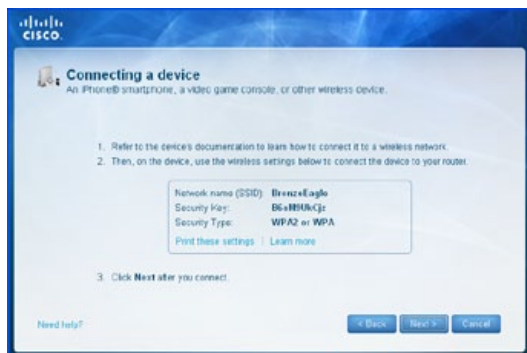 CISCO.
Connecting a device
An iPhone® smartphone, a video game console, or other wireless device.
1. Refer to the device's documentation to learn how to connect it to a wireless network.
2. Then, on the device, use the wireless settings below to connect the device to your router.
Network name (SSID): BronzeEagle
Security Key:
Security Type: WPA2 or WPA
Print these settings | Learn more
3. Click Next after you connect.
Need help?
< Back Next > Cancel